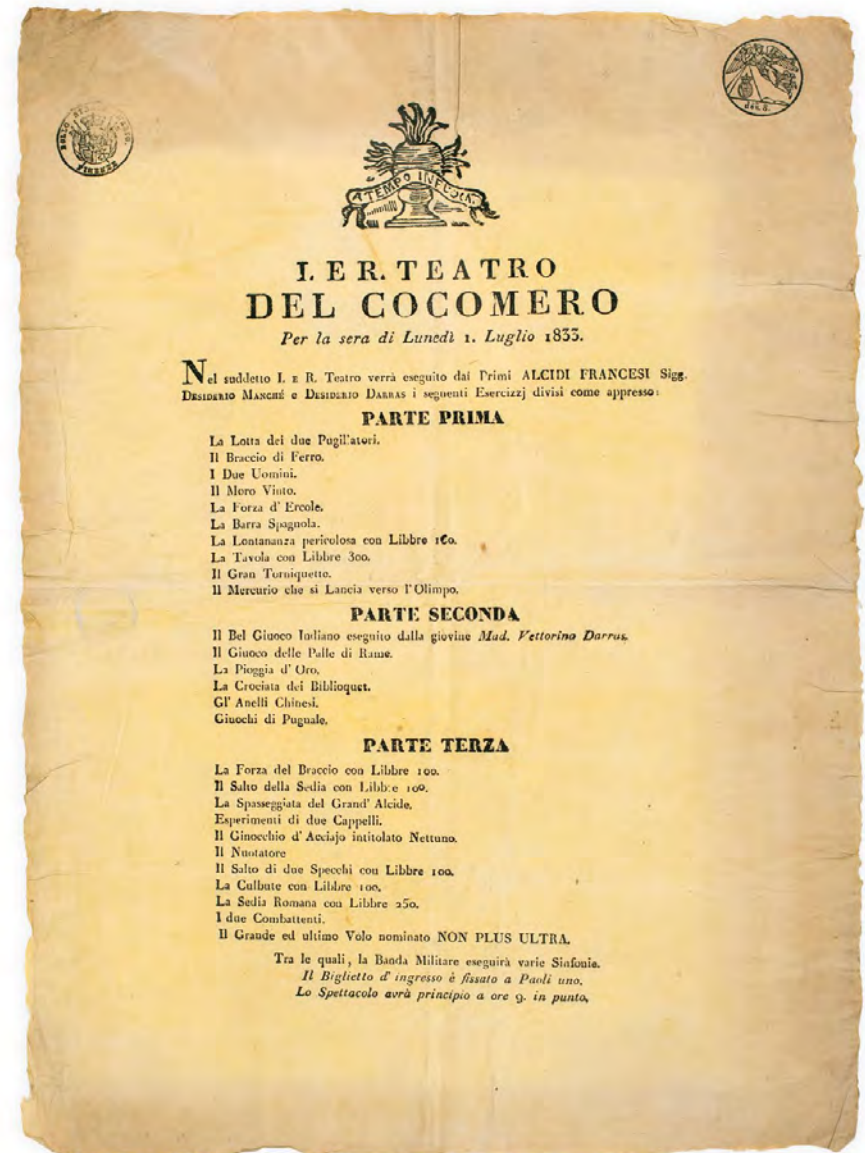 BOLLO STRAORDINARIO
FIRENZE
den. 8.
A TEMPO INFUOCA.
I. E R. TEATRO
DEL COCOMERO
Per la sera di Lunedì 1. Luglio 1833.
Nel suddetto I. E R. Teatro verrà eseguito dai Primi ALCIDI FRANCESI Sigg.
DESIDERIO MANCHÉ e DESIDERIO DARRAS i seguenti Esercizzj divisi come appresso:
PARTE PRIMA
La Lotta dei due Pugillatori.
Il Braccio di Ferro.
I Due Uomini.
Il Moro Vinto.
La Forza d' Ercole.
La Barra Spagnola.
La Lontananza pericolosa con Libbre 160.
La Tavola con Libbre 300.
Il Gran Torniquetto.
Il Mercurio che si Lancia verso l'Olimpo.
PARTE SECONDA
Il Bel Giuoco Indiano eseguito dalla giovine Mad. Vettorina Darras.
Il Giuoco delle Palle di Rame.
La Pioggia d' Oro.
La Crociata dei Biblioquet.
Gl' Anelli Chinesi.
Giuochi di Pugnale.
PARTE TERZA
La Forza del Braccio con Libbre 100.
Il Salto della Sedia con Libbre 100.
La Spasseggiata del Grand' Alcide.
Esperimenti di due Cappelli.
Il Ginocchio d' Acciajo intitolato Nettuno.
Il Nuotatore
Il Salto di due Specchi con Libbre 100.
La Culbute con Libbre 100.
La Sedia Romana con Libbre 250.
I due Combattenti.
Il Grande ed ultimo Volo nominato NON PLUS ULTRA.
Tra le quali, la Banda Militare eseguirà varie Sinfonie.
Il Biglietto d' ingresso è fissato a Paoli uno.
Lo Spettacolo avrà principio a ore 9. in punto.